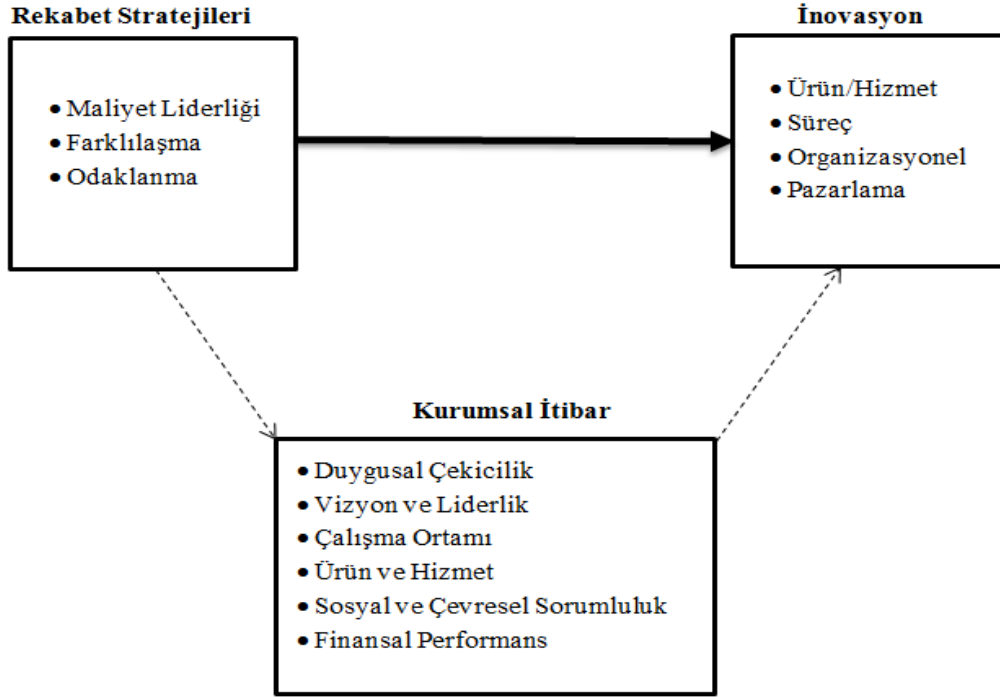 Rekabet Stratejileri
• Maliyet Liderliği
• Farklılaşma
• Odaklanma
İnovasyon
• Ürün/Hizmet
• Süreç
• Organizasyonel
• Pazarlama
Kurumsal İtibar
• Duygusal Çekicilik
• Vizyon ve Liderlik
• Çalışma Ortamı
• Ürün ve Hizmet
• Sosyal ve Çevresel Sorumluluk
• Finansal Performans